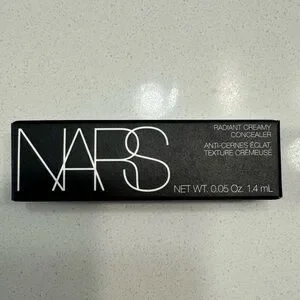 NARS
RADIANT CREAMY
CONCEALER
ANTI-CERNES ÉCLAT,
TEXTURE CRÉMEUSE
NET WT. 0.05 Oz. 1.4 mL